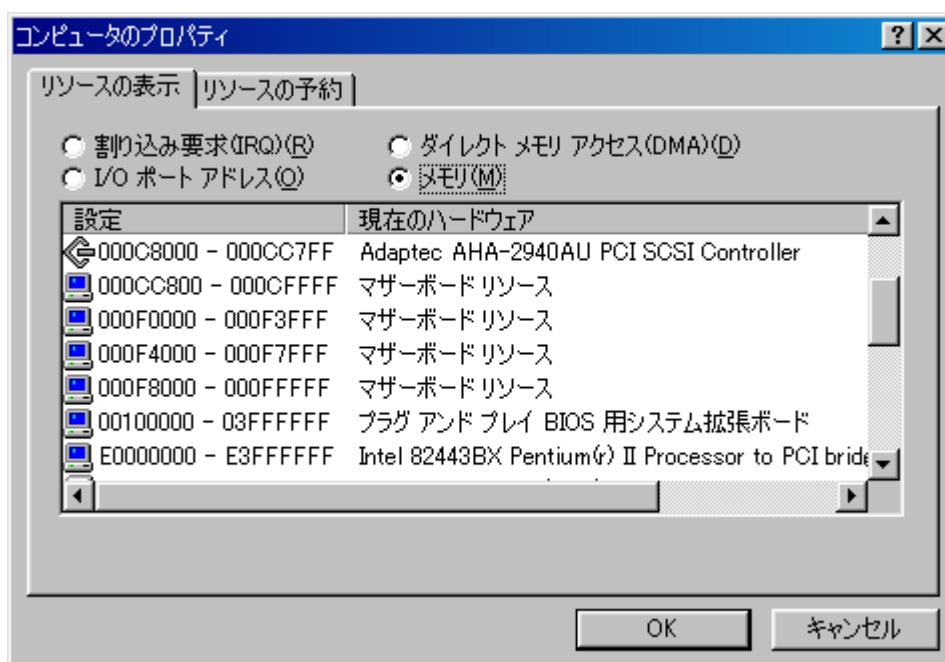 コンピュータのプロパティ
リソースの表示 リソースの予約
割り込み要求(IRQ)(R) ダイレクト メモリ アクセス(DMA)(D)
I/O ポート アドレス(O) メモリ(M)
設定 現在のハードウェア
000C8000 - 000CC7FF Adaptec AHA-2940AU PCI SCSI Controller
000CC800 - 000CFFFF マザーボード リソース
000F0000 - 000F3FFF マザーボード リソース
000F4000 - 000F7FFF マザーボード リソース
000F8000 - 000FFFFF マザーボード リソース
00100000 - 03FFFFFF プラグ アンド プレイ BIOS 用システム拡張ボード
E0000000 - E3FFFFFF Intel 82443BX Pentium(r) II Processor to PCI bridg
OK キャンセル